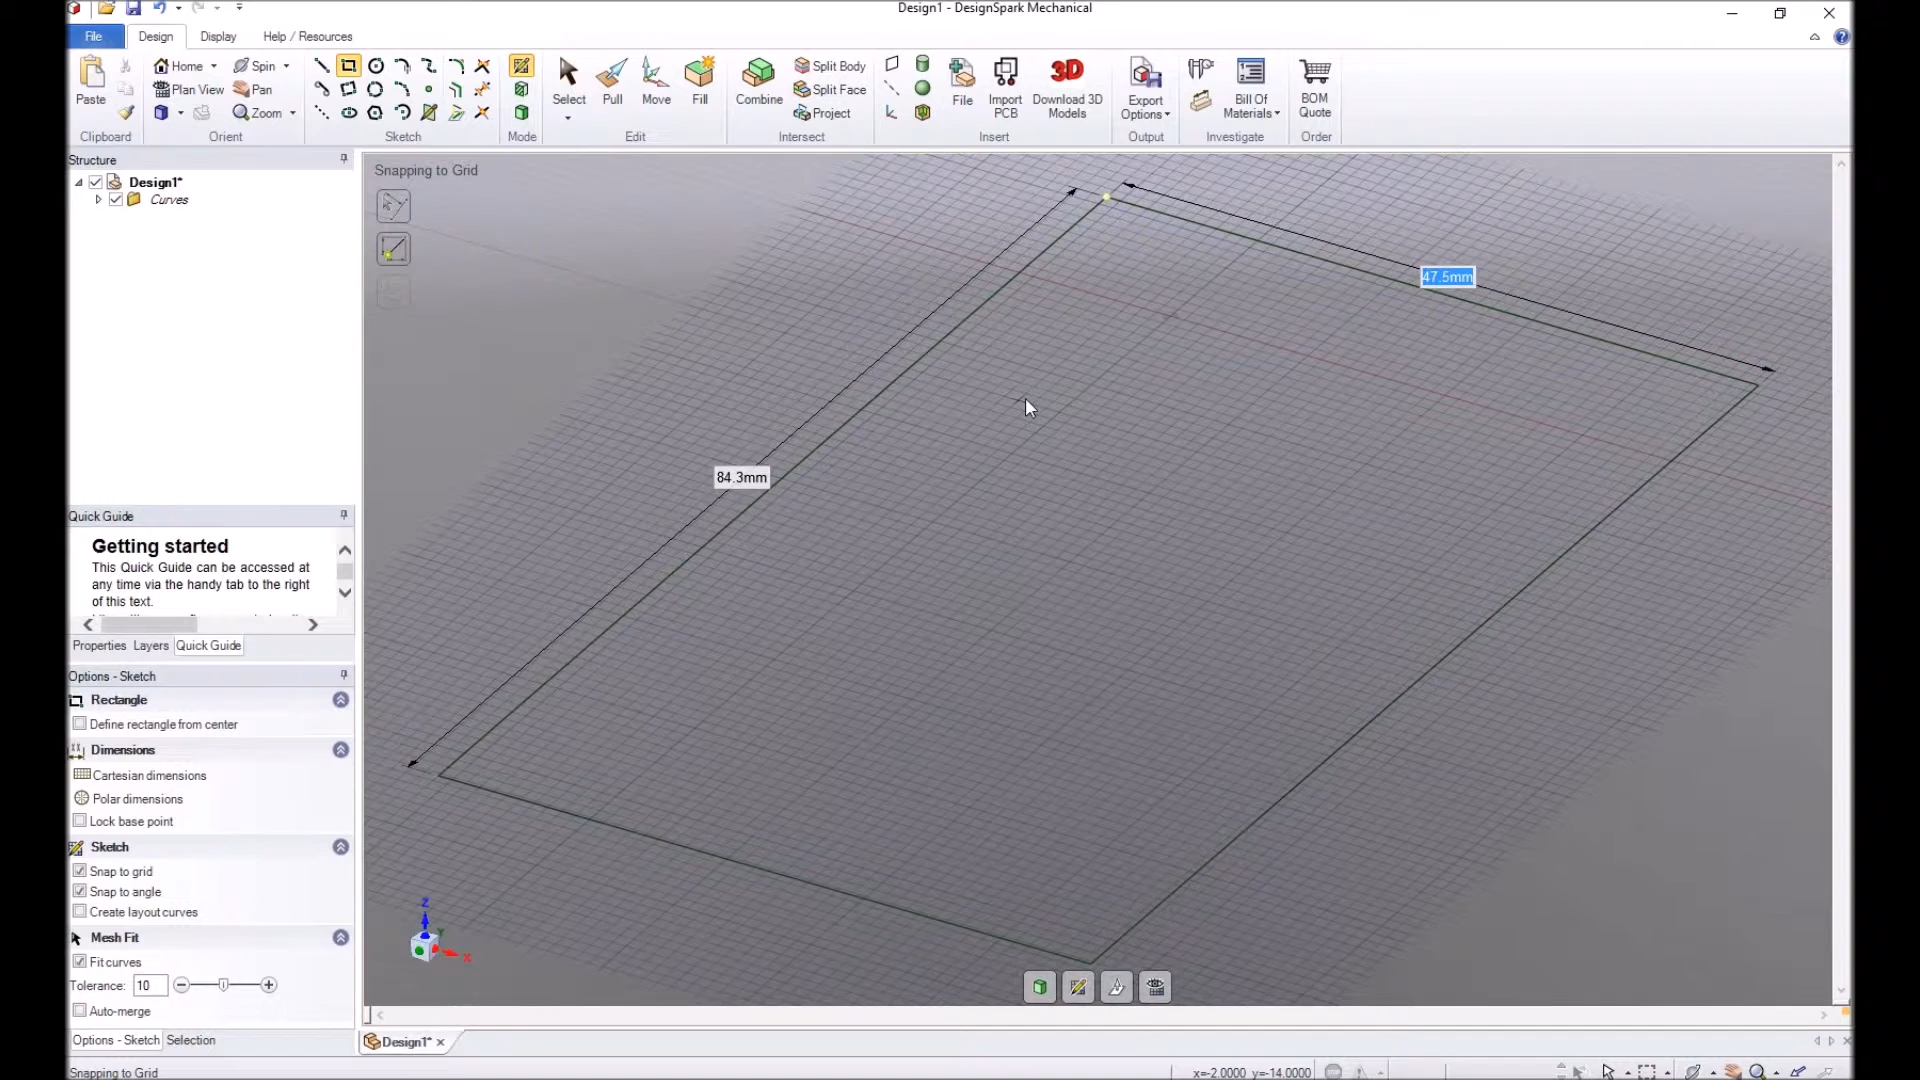 Design1 - DesignSpark Mechanical
File Design Display Help / Resources
Paste
Clipboard
Home Spin
Plan View Pan
Zoom
Orient
Sketch
Mode
Select Pull Move Fill
Edit
Combine
Split Body
Split Face
Project
Intersect
File
Import PCB
3D
Download 3D Models
Insert
Export Options
Output
Bill Of Materials
Investigate
BOM Quote
Order
Structure
Design1*
Curves
Quick Guide
Getting started
This Quick Guide can be accessed at
any time via the handy tab to the right
of this text.
Properties Layers Quick Guide
Options - Sketch
Rectangle
Define rectangle from center
Dimensions
Cartesian dimensions
Polar dimensions
Lock base point
Sketch
Snap to grid
Snap to angle
Create layout curves
Mesh Fit
Fit curves
Tolerance: 10
Auto-merge
Options - Sketch Selection
Snapping to Grid
47.5mm
84.3mm
Z
Y
X
Design1*
Snapping to Grid
x=-2.0000 y=-14.0000